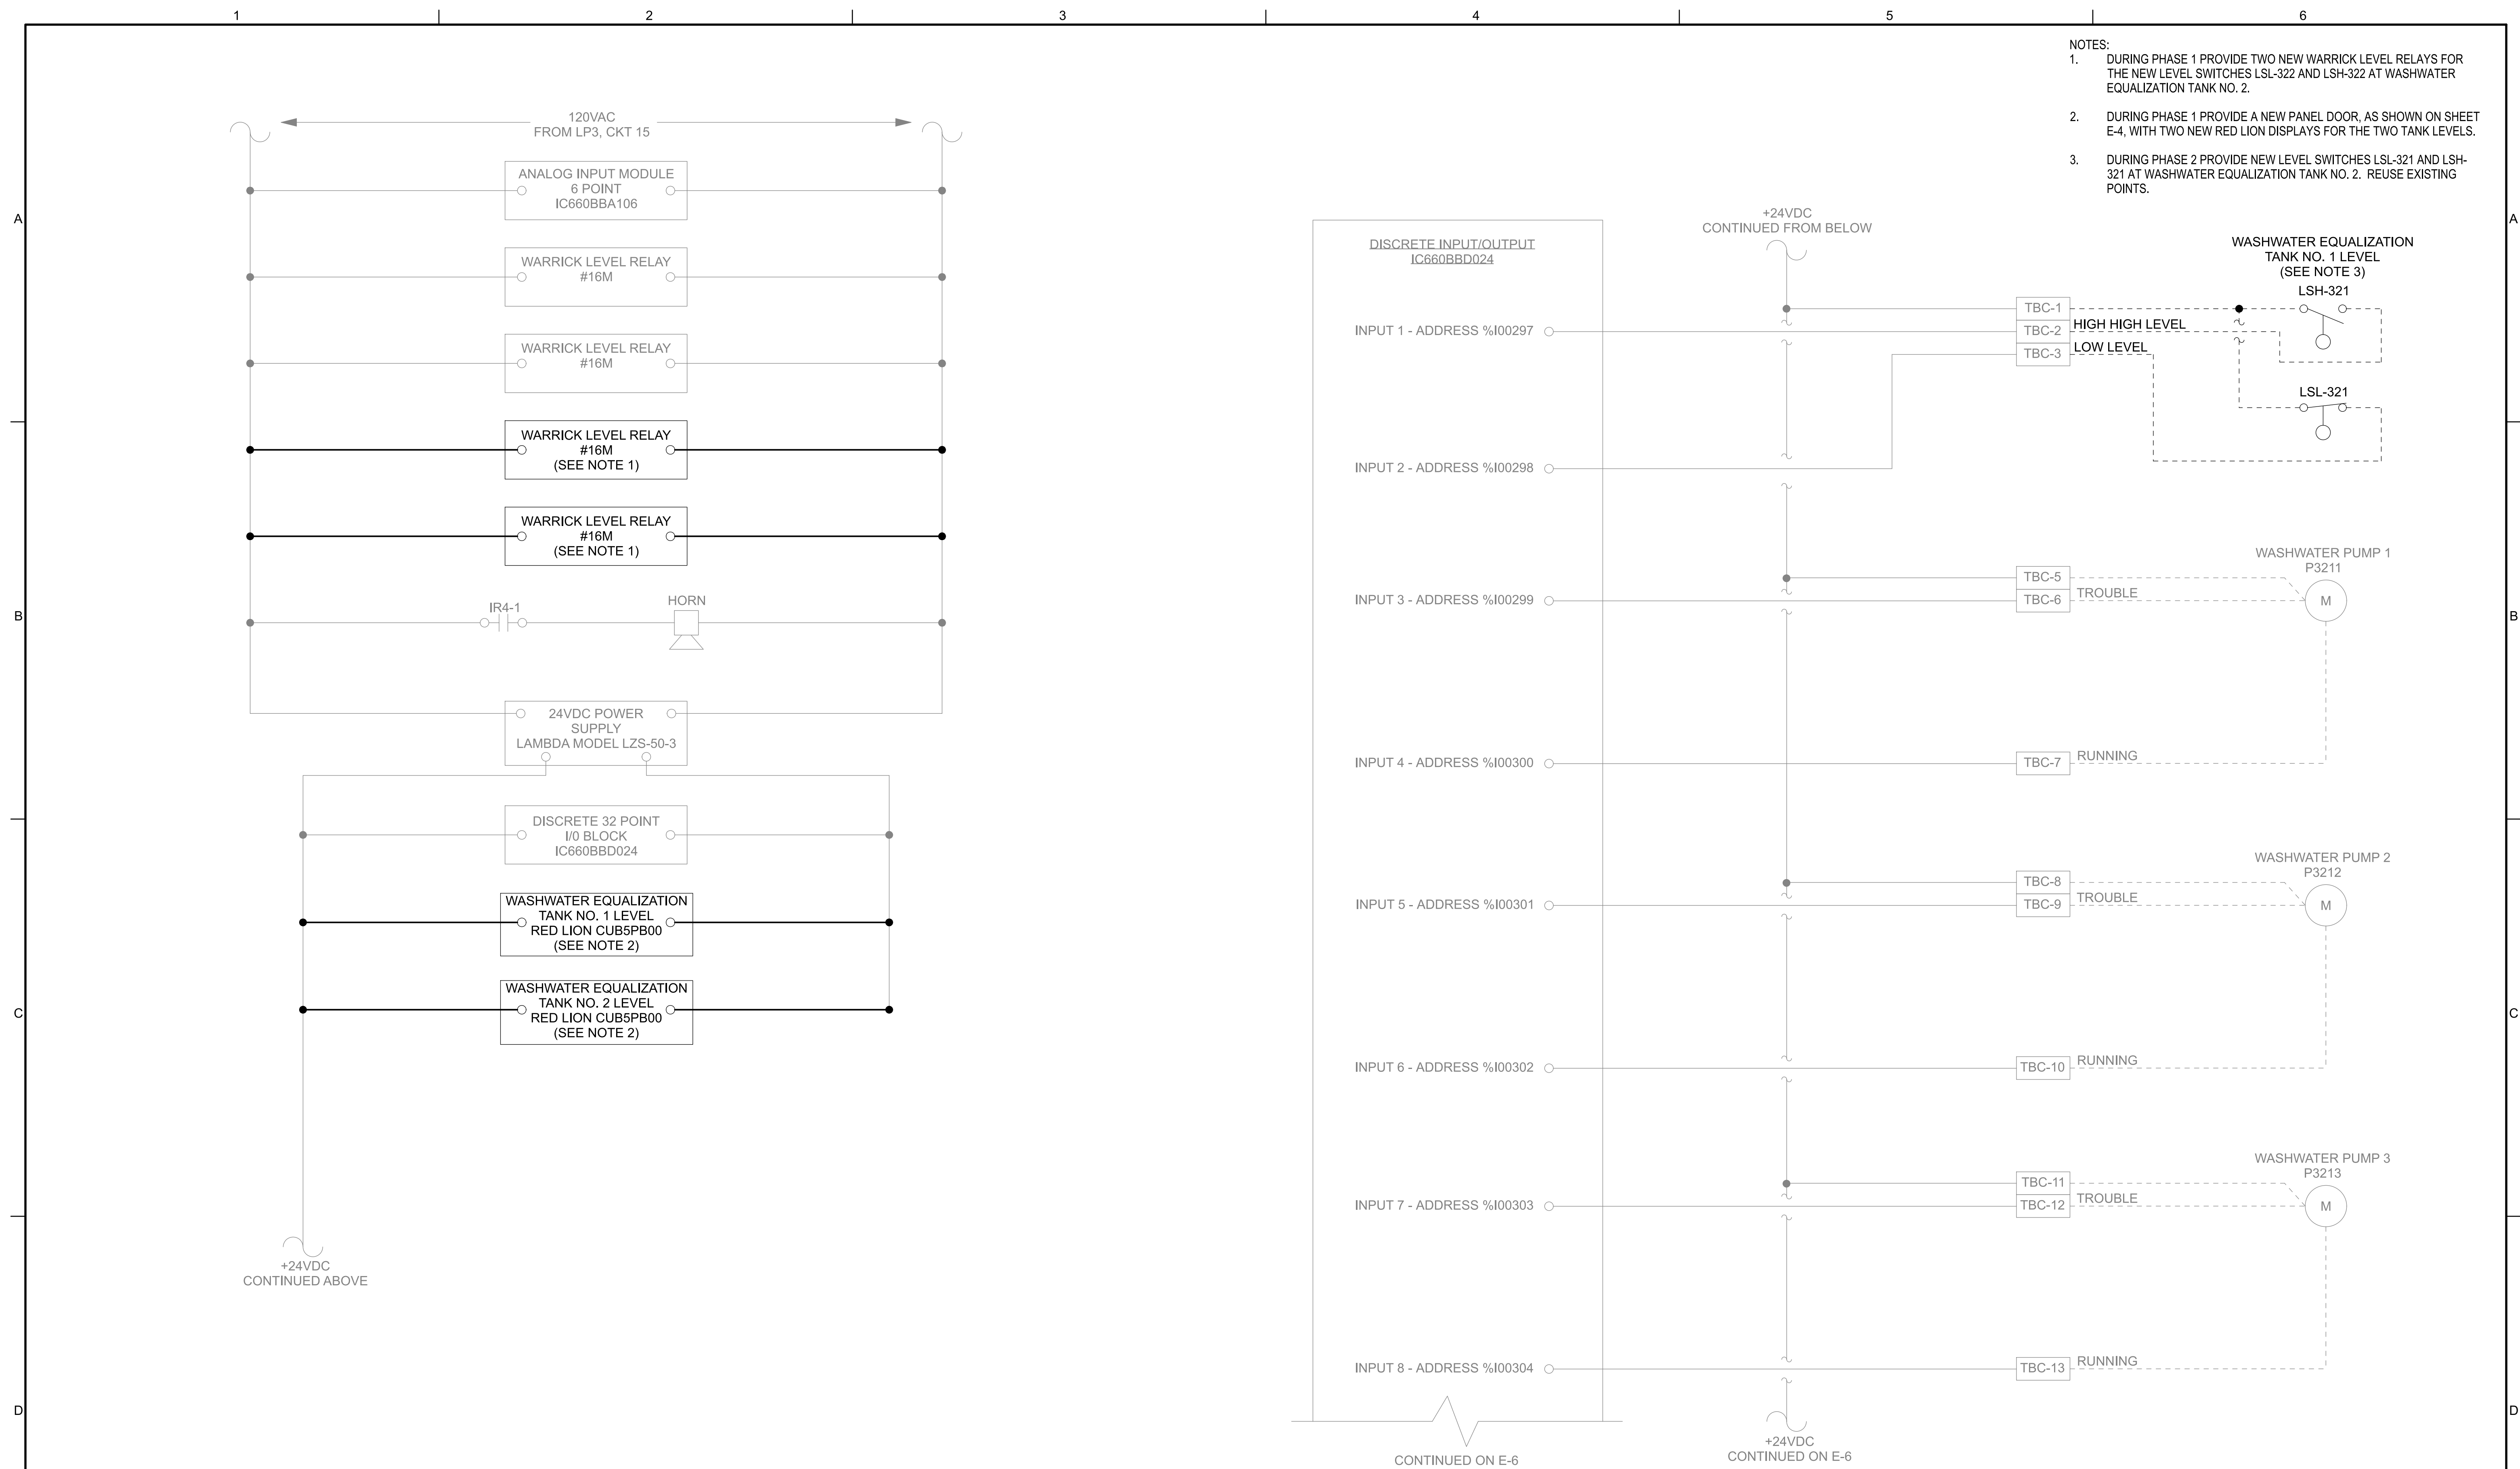 1
2
3
4
5
6
NOTES:
1. DURING PHASE 1 PROVIDE TWO NEW WARRICK LEVEL RELAYS FOR
THE NEW LEVEL SWITCHES LSL-322 AND LSH-322 AT WASHWATER
EQUALIZATION TANK NO. 2.
2. DURING PHASE 1 PROVIDE A NEW PANEL DOOR, AS SHOWN ON SHEET
E-4, WITH TWO NEW RED LION DISPLAYS FOR THE TWO TANK LEVELS.
3. DURING PHASE 2 PROVIDE NEW LEVEL SWITCHES LSL-321 AND LSH-
321 AT WASHWATER EQUALIZATION TANK NO. 2. REUSE EXISTING
POINTS.
A
B
C
D
120VAC
FROM LP3, CKT 15
ANALOG INPUT MODULE
6 POINT
IC660BBA106
WARRICK LEVEL RELAY
#16M
WARRICK LEVEL RELAY
#16M
WARRICK LEVEL RELAY
#16M
(SEE NOTE 1)
WARRICK LEVEL RELAY
#16M
(SEE NOTE 1)
IR4-1
HORN
24VDC POWER
SUPPLY
LAMBDA MODEL LZS-50-3
DISCRETE 32 POINT
I/0 BLOCK
IC660BBD024
WASHWATER EQUALIZATION
TANK NO. 1 LEVEL
RED LION CUB5PB00
(SEE NOTE 2)
WASHWATER EQUALIZATION
TANK NO. 2 LEVEL
RED LION CUB5PB00
(SEE NOTE 2)
+24VDC
CONTINUED ABOVE
DISCRETE INPUT/OUTPUT
IC660BBD024
INPUT 1 - ADDRESS %I00297
INPUT 2 - ADDRESS %I00298
INPUT 3 - ADDRESS %I00299
INPUT 4 - ADDRESS %I00300
INPUT 5 - ADDRESS %I00301
INPUT 6 - ADDRESS %I00302
INPUT 7 - ADDRESS %I00303
INPUT 8 - ADDRESS %I00304
CONTINUED ON E-6
+24VDC
CONTINUED FROM BELOW
+24VDC
CONTINUED ON E-6
WASHWATER EQUALIZATION
TANK NO. 1 LEVEL
(SEE NOTE 3)
LSH-321
TBC-1
TBC-2 HIGH HIGH LEVEL
TBC-3 LOW LEVEL
LSL-321
WASHWATER PUMP 1
P3211
TBC-5
TBC-6 TROUBLE
M
TBC-7 RUNNING
WASHWATER PUMP 2
P3212
TBC-8
TBC-9 TROUBLE
M
TBC-10 RUNNING
WASHWATER PUMP 3
P3213
TBC-11
TBC-12 TROUBLE
M
TBC-13 RUNNING
A
B
C
D